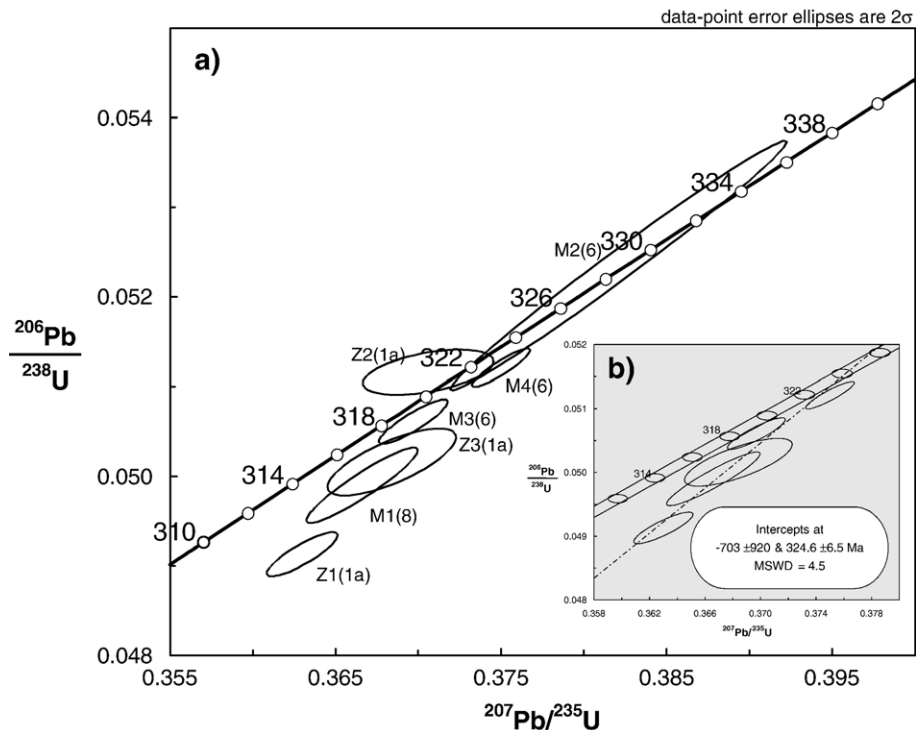 data-point error ellipses are 2σ
a)
0.054
0.052
0.050
0.048
206Pb
238U
338
334
330
326
322
318
314
310
M2(6)
Z2(1a)
M4(6)
M3(6)
Z3(1a)
M1(8)
Z1(1a)
0.355
0.365
0.375
0.385
0.395
207Pb/235U
b)
0.052
0.051
0.050
0.049
0.048
206Pb
238U
322
318
314
Intercepts at
-703 ±920 & 324.6 ±6.5 Ma
MSWD = 4.5
0.358
0.362
0.366
0.370
0.374
0.378
207Pb/235U